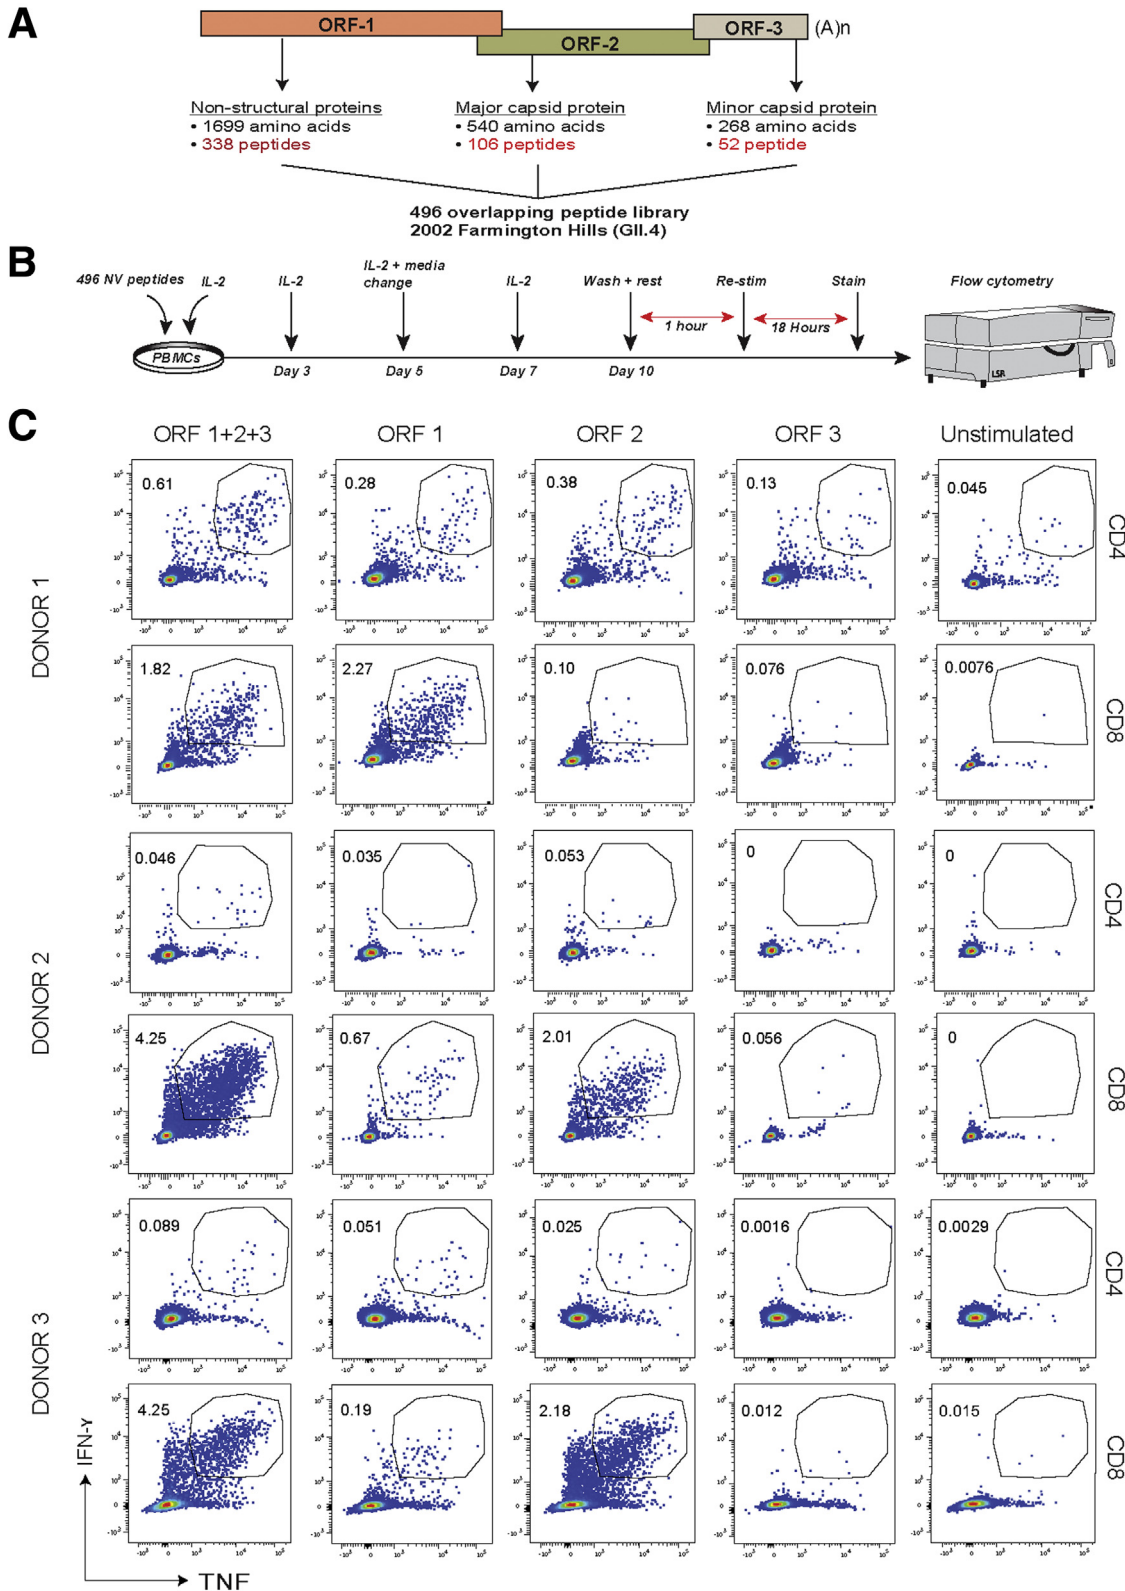 A
ORF-1
ORF-2
ORF-3
(A)n
Non-structural proteins
• 1699 amino acids
• 338 peptides
Major capsid protein
• 540 amino acids
• 106 peptides
Minor capsid protein
• 268 amino acids
• 52 peptide
496 overlapping peptide library
2002 Farmington Hills (GII.4)
B
496 NV peptides
IL-2
IL-2
IL-2 + media
change
IL-2
Wash + rest
Re-stim
Stain
Flow cytometry
1 hour
18 Hours
PBMCs
Day 3
Day 5
Day 7
Day 10
LSR
C
ORF 1+2+3
ORF 1
ORF 2
ORF 3
Unstimulated
DONOR 1
0.61
0.28
0.38
0.13
0.045
CD4
1.82
2.27
0.10
0.076
0.0076
CD8
DONOR 2
0.046
0.035
0.053
0
0
CD4
4.25
0.67
2.01
0.056
0
CD8
DONOR 3
0.089
0.051
0.025
0.0016
0.0029
CD4
4.25
0.19
2.18
0.012
0.015
CD8
IFN-γ
TNF